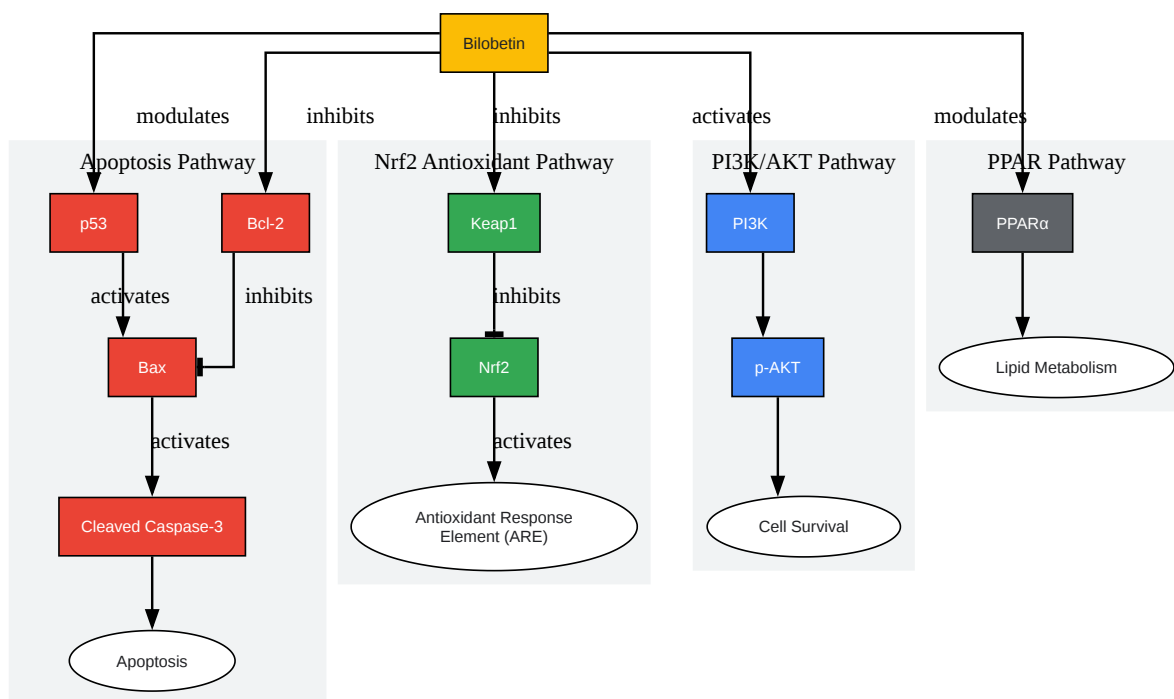 Bilobetin
modulates
inhibits
inhibits
activates
modulates
Apoptosis Pathway
Nrf2 Antioxidant Pathway
PI3K/AKT Pathway
PPAR Pathway
p53
Bcl-2
Keap1
PI3K
PPARα
activates
inhibits
inhibits
Bax
Nrf2
p-AKT
Lipid Metabolism
activates
activates
Cleaved Caspase-3
Antioxidant Response
Element (ARE)
Cell Survival
Apoptosis